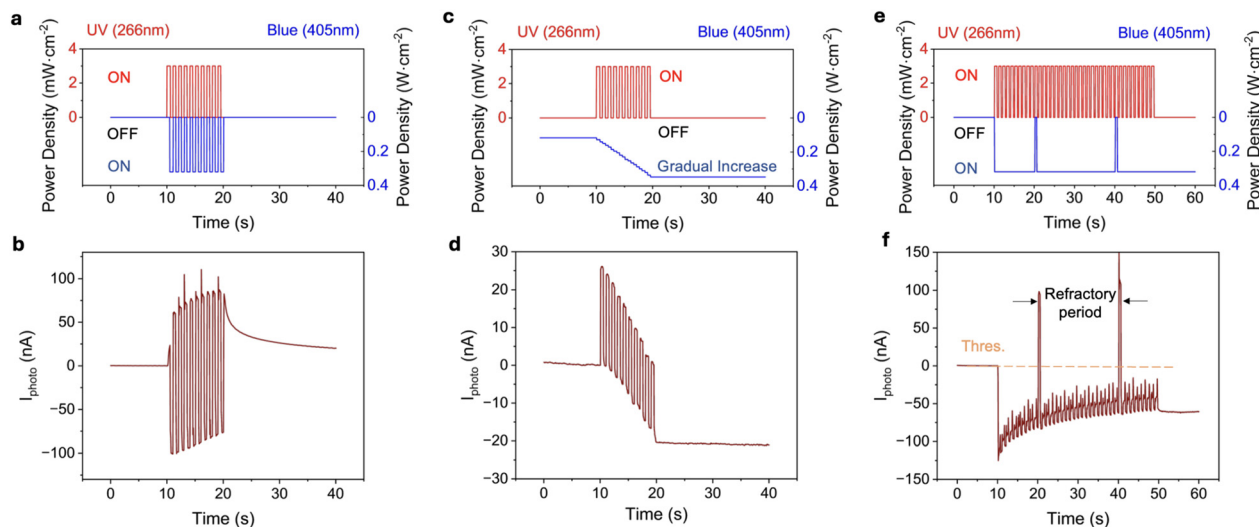 a
UV (266nm)
Blue (405nm)
Power Density (mW·cm⁻²)
4
2
0
ON
OFF
ON
0
0.2
0.4
Power Density (W·cm⁻²)
0 10 20 30 40
Time (s)
b
I_photo (nA)
100
50
0
−50
−100
0 10 20 30 40
Time (s)
c
UV (266nm)
Blue (405nm)
Power Density (mW·cm⁻²)
4
2
0
ON
OFF
Gradual Increase
0
0.2
0.4
Power Density (W·cm⁻²)
0 10 20 30 40
Time (s)
d
I_photo (nA)
30
20
10
0
−10
−20
−30
0 10 20 30 40
Time (s)
e
UV (266nm)
Blue (405nm)
Power Density (mW·cm⁻²)
4
2
0
ON
OFF
ON
0
0.2
0.4
Power Density (W·cm⁻²)
0 10 20 30 40 50 60
Time (s)
f
I_photo (nA)
150
100
50
0
−50
−100
−150
Refractory
period
Thres.
0 10 20 30 40 50 60
Time (s)